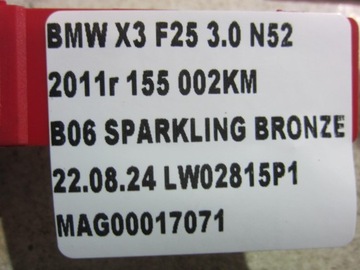 BMW X3 F25 3.0 N52
2011r 155 002KM
B06 SPARKLING BRONZE
22.08.24 LW02815P1
MAG00017071